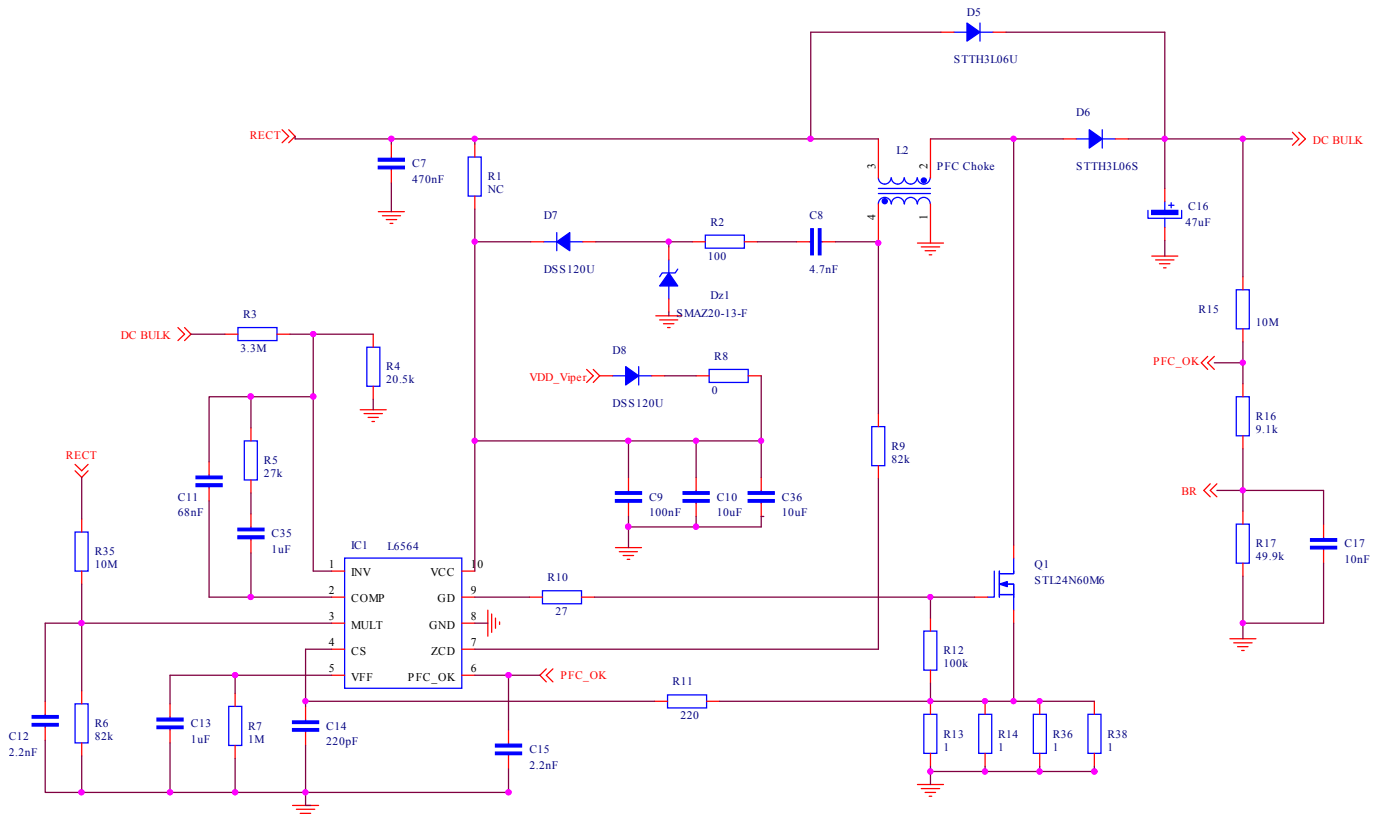 D5
STTH3L06U
RECT
C7
470nF
R1
NC
L2
3
2
PFC Choke
4
1
D6
STTH3L06S
DC BULK
C16
+
47uF
D7
DSS120U
R2
100
C8
4.7nF
Dz1
SMAZ20-13-F
R15
10M
PFC_OK
R16
9.1k
BR
R17
49.9k
C17
10nF
DC BULK
R3
3.3M
R4
20.5k
D8
VDD_Viper
DSS120U
R8
0
R9
82k
RECT
R5
27k
C11
68nF
C35
1uF
C9
100nF
C10
10uF
C36
10uF
R35
10M
IC1
L6564
1
INV
VCC
10
2
COMP
GD
9
3
MULT
GND
8
4
CS
ZCD
7
5
VFF
PFC_OK
6
R10
27
Q1
STL24N60M6
PFC_OK
R12
100k
R11
220
C12
2.2nF
R6
82k
C13
1uF
R7
1M
C14
220pF
C15
2.2nF
R13
1
R14
1
R36
1
R38
1